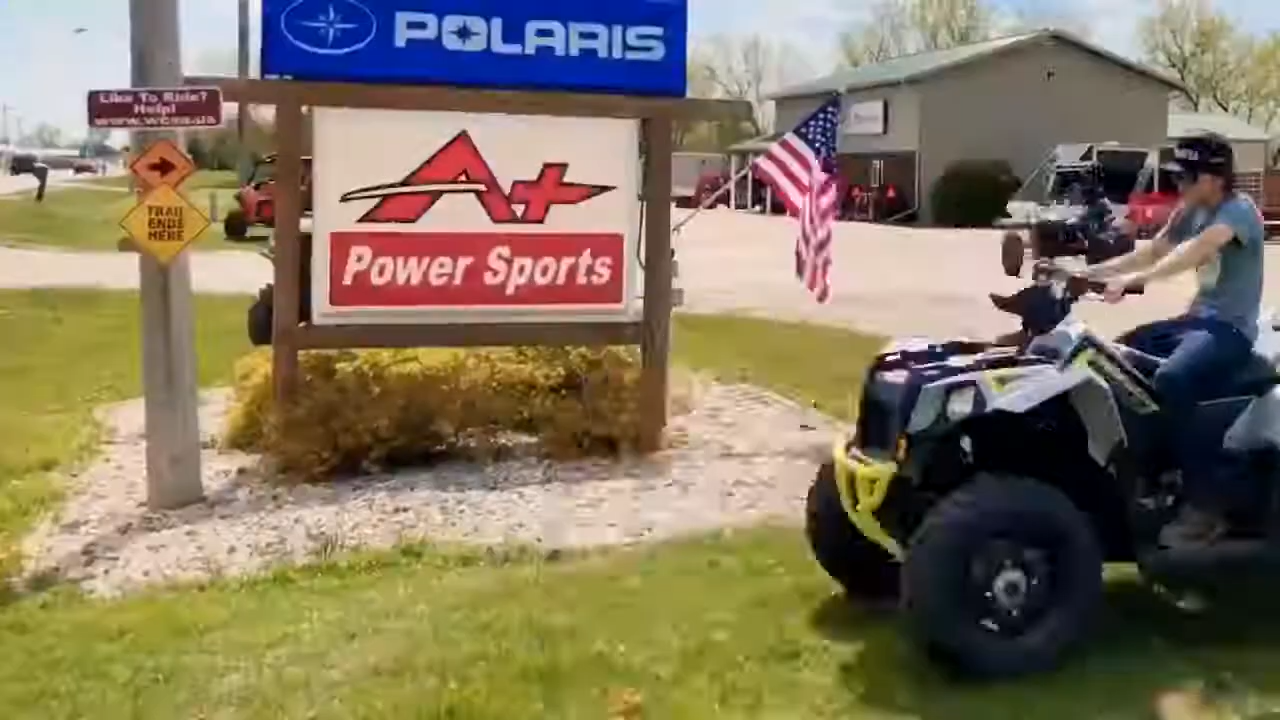 POLARIS
Like To Ride?
Help!
TRAIL
ENDS
HERE
A+
Power Sports